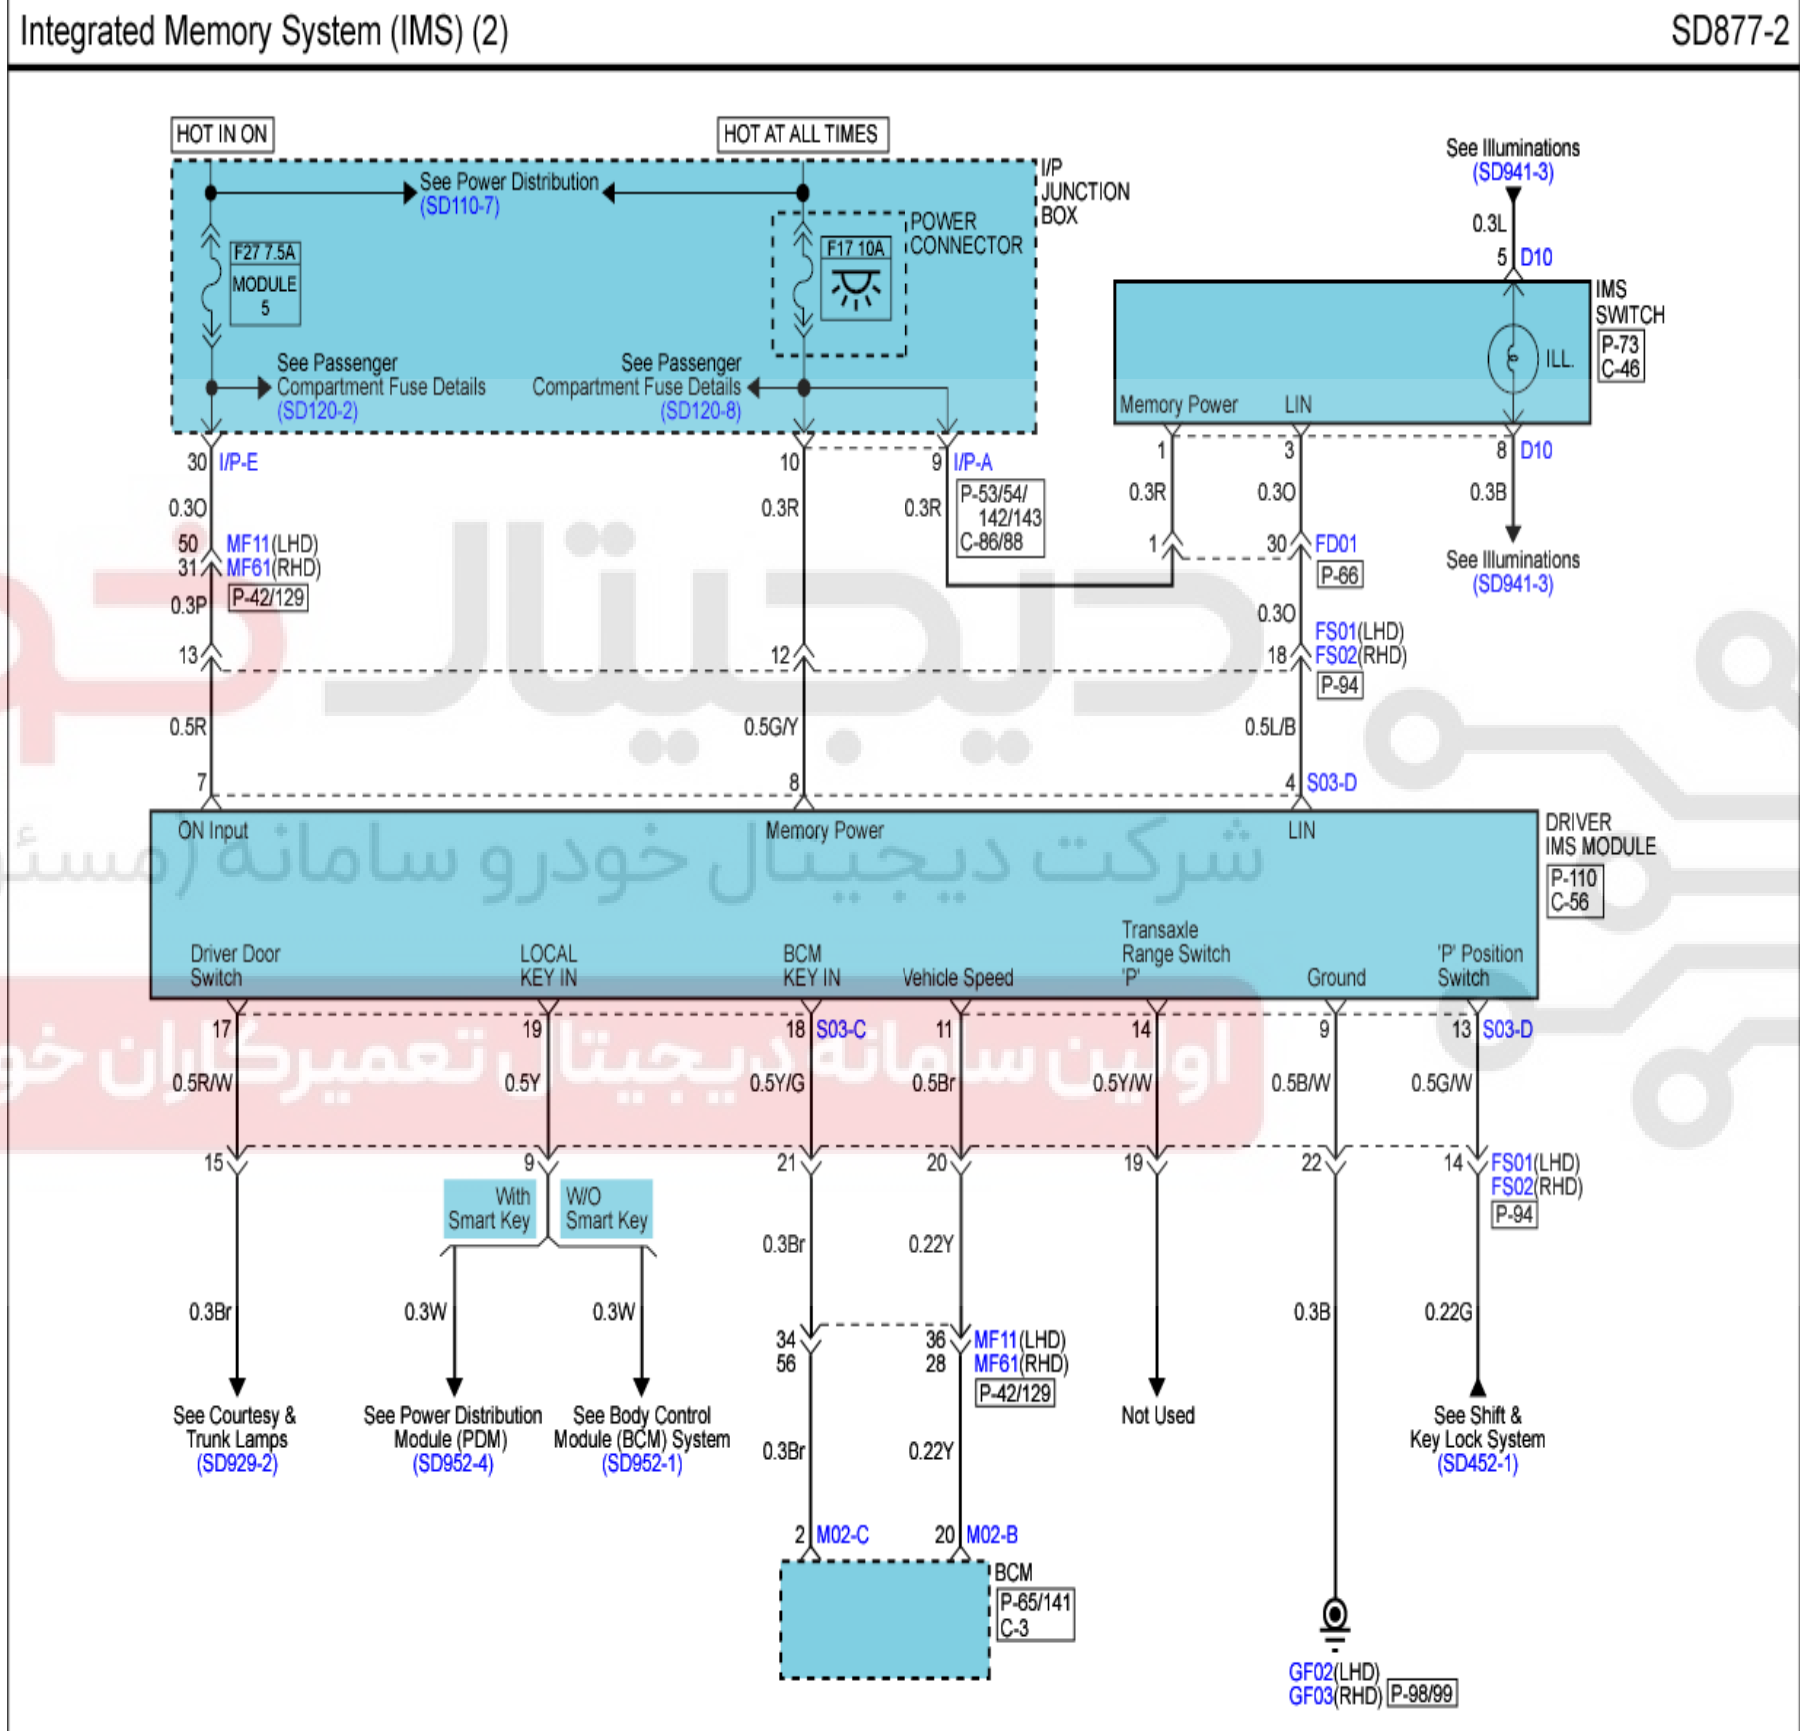 Integrated Memory System (IMS) (2)
SD877-2
HOT IN ON
HOT AT ALL TIMES
See Power Distribution
(SD110-7)
I/P
JUNCTION
BOX
POWER
CONNECTOR
F27 7.5A
MODULE
5
F17 10A
See Passenger
Compartment Fuse Details
(SD120-2)
See Passenger
Compartment Fuse Details
(SD120-8)
See Illuminations
(SD941-3)
0.3L
5 D10
IMS
SWITCH
P-73
C-46
ILL.
Memory Power
LIN
30 I/P-E
10
9 I/P-A
1
3
8 D10
0.3O
0.3R
0.3R
P-53/54/
142/143
C-86/88
0.3R
0.3O
0.3B
50 MF11(LHD)
31 MF61(RHD)
P-42/129
1
30 FD01
P-66
See Illuminations
(SD941-3)
دیجیتال خو
0.3P
0.3O
FS01(LHD)
13
12
18 FS02(RHD)
P-94
0.5R
0.5G/Y
0.5L/B
7
8
4 S03-D
ON Input
Memory Power
LIN
DRIVER
IMS MODULE
P-110
C-56
شرکت دیجیتال خودرو سامانه (مسئو
Driver Door
Switch
LOCAL
KEY IN
BCM
KEY IN
Vehicle Speed
Transaxle
Range Switch
'P'
Ground
'P' Position
Switch
17
19
18 S03-C
11
14
9
13 S03-D
اولین سامانه دیجیتال تعمیرکاران خو
0.5R/W
0.5Y
0.5Y/G
0.5Br
0.5Y/W
0.5B/W
0.5G/W
15
9
21
20
19
22
14 FS01(LHD)
FS02(RHD)
P-94
With
Smart Key
W/O
Smart Key
0.3Br
0.22Y
0.3Br
0.3W
0.3W
0.3B
0.22G
34
56
36 MF11(LHD)
28 MF61(RHD)
P-42/129
See Courtesy &
Trunk Lamps
(SD929-2)
See Power Distribution
Module (PDM)
(SD952-4)
See Body Control
Module (BCM) System
(SD952-1)
Not Used
See Shift &
Key Lock System
(SD452-1)
0.3Br
0.22Y
2 M02-C
20 M02-B
BCM
P-65/141
C-3
GF02(LHD)
GF03(RHD)
P-98/99